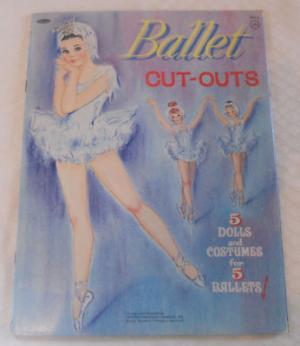 Ballet
CUT-OUTS
5
DOLLS
and
COSTUMES
for
5
BALLETS!